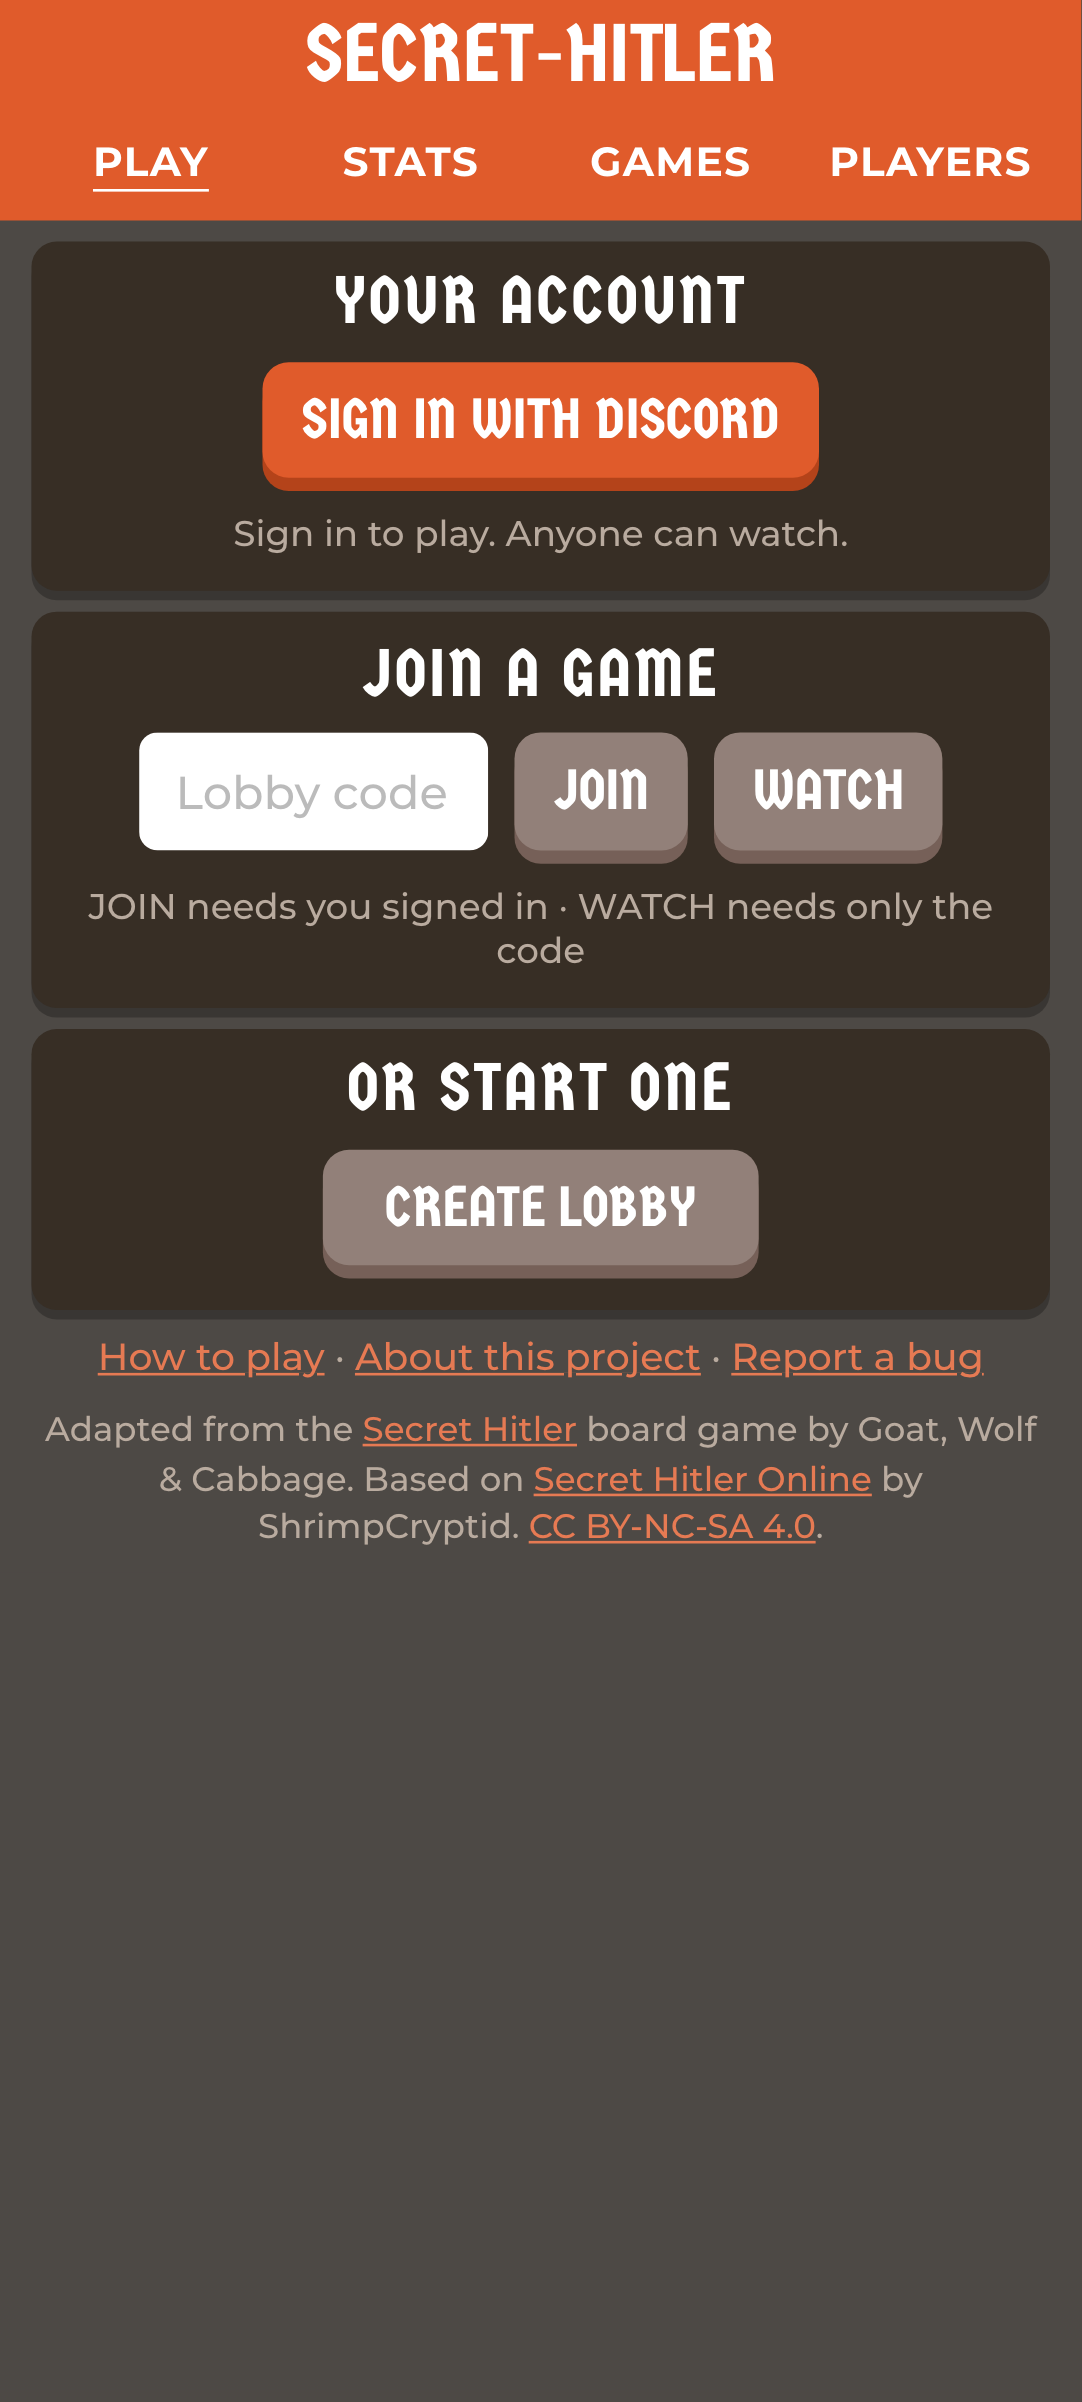 SECRET-HITLER
PLAY STATS GAMES PLAYERS
YOUR ACCOUNT
SIGN IN WITH DISCORD
Sign in to play. Anyone can watch.
JOIN A GAME
Lobby code JOIN WATCH
JOIN needs you signed in · WATCH needs only the
code
OR START ONE
CREATE LOBBY
How to play · About this project · Report a bug
Adapted from the Secret Hitler board game by Goat, Wolf
& Cabbage. Based on Secret Hitler Online by
ShrimpCryptid. CC BY-NC-SA 4.0.